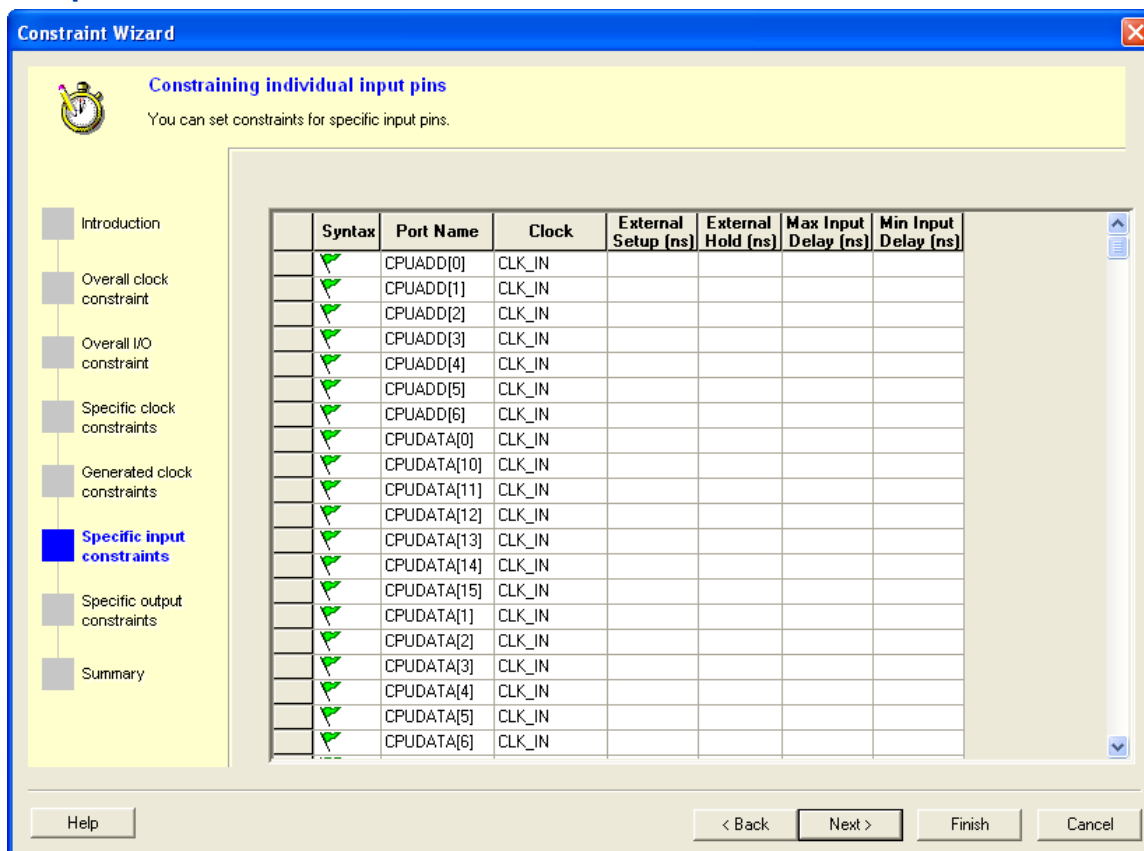 Constraint Wizard
Constraining individual input pins
You can set constraints for specific input pins.
Introduction
Overall clock
constraint
Overall I/O
constraint
Specific clock
constraints
Generated clock
constraints
Specific input
constraints
Specific output
constraints
Summary
Syntax Port Name Clock External Setup (ns) External Hold (ns) Max Input Delay (ns) Min Input Delay (ns)
CPUADD[0] CLK_IN
CPUADD[1] CLK_IN
CPUADD[2] CLK_IN
CPUADD[3] CLK_IN
CPUADD[4] CLK_IN
CPUADD[5] CLK_IN
CPUADD[6] CLK_IN
CPUDATA[0] CLK_IN
CPUDATA[10] CLK_IN
CPUDATA[11] CLK_IN
CPUDATA[12] CLK_IN
CPUDATA[13] CLK_IN
CPUDATA[14] CLK_IN
CPUDATA[15] CLK_IN
CPUDATA[1] CLK_IN
CPUDATA[2] CLK_IN
CPUDATA[3] CLK_IN
CPUDATA[4] CLK_IN
CPUDATA[5] CLK_IN
CPUDATA[6] CLK_IN
Help < Back Next > Finish Cancel